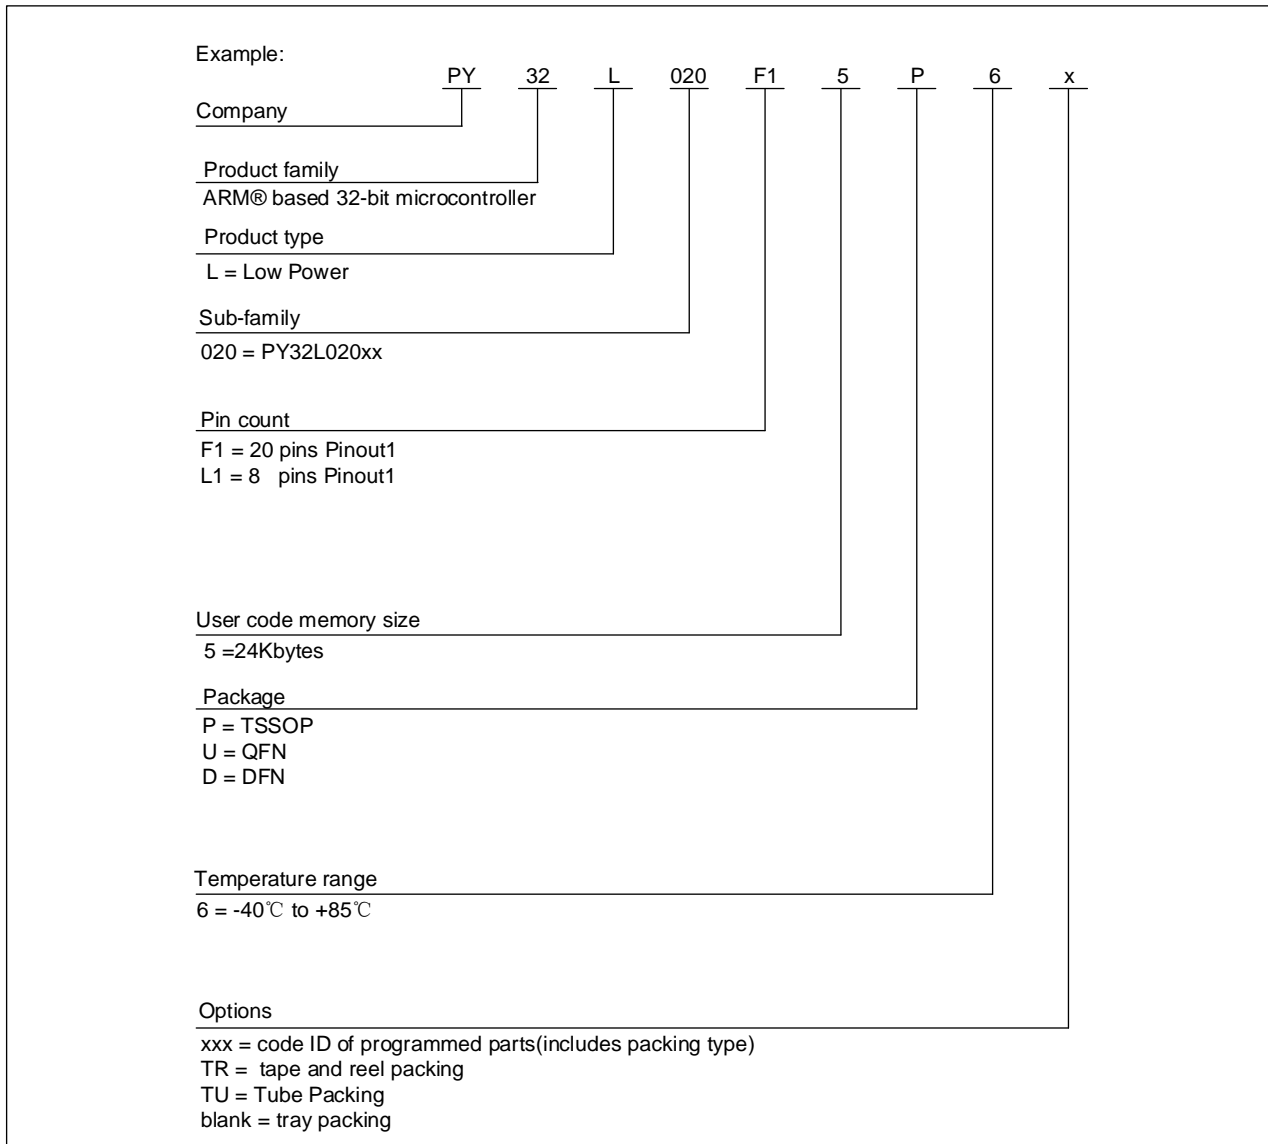 Example:
PY 32 L 020 F1 5 P 6 x
Company
Product family
ARM® based 32-bit microcontroller
Product type
L = Low Power
Sub-family
020 = PY32L020xx
Pin count
F1 = 20 pins Pinout1
L1 = 8 pins Pinout1
User code memory size
5 =24Kbytes
Package
P = TSSOP
U = QFN
D = DFN
Temperature range
6 = -40℃ to +85℃
Options
xxx = code ID of programmed parts(includes packing type)
TR = tape and reel packing
TU = Tube Packing
blank = tray packing